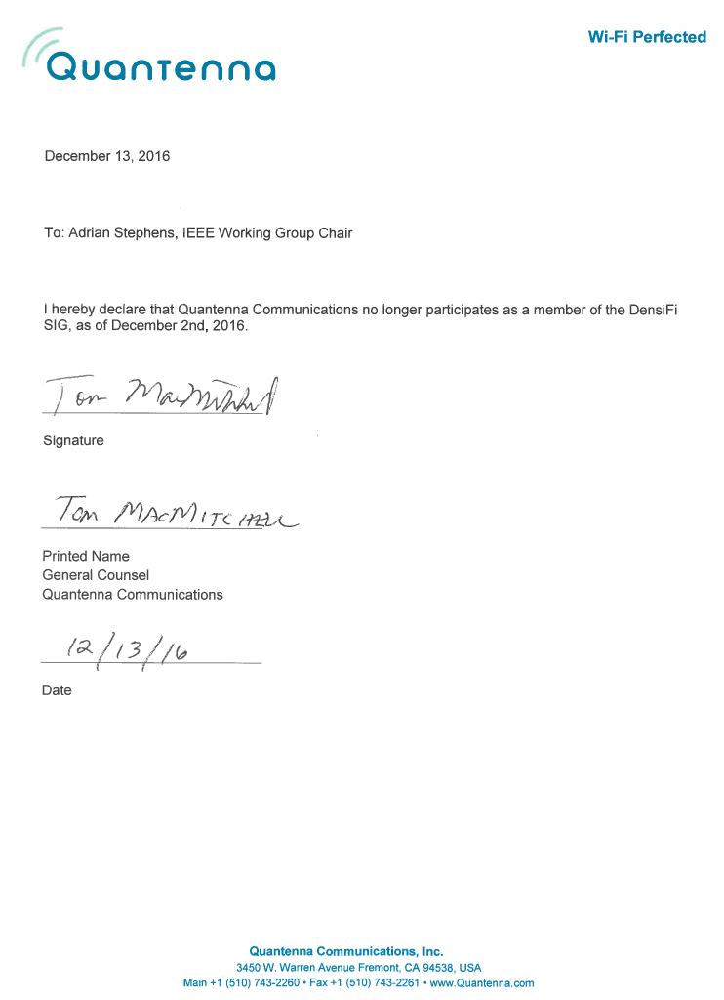 Wi-Fi Perfected
Quantenna
December 13, 2016
To: Adrian Stephens, IEEE Working Group Chair
I hereby declare that Quantenna Communications no longer participates as a member of the DensiFi
SIG, as of December 2nd, 2016.
Tom MacMitchell
Signature
Tom MACMITCHELL
Printed Name
General Counsel
Quantenna Communications
12/13/16
Date
Quantenna Communications, Inc.
3450 W. Warren Avenue Fremont, CA 94538, USA
Main +1 (510) 743-2260 • Fax +1 (510) 743-2261 • www.Quantenna.com